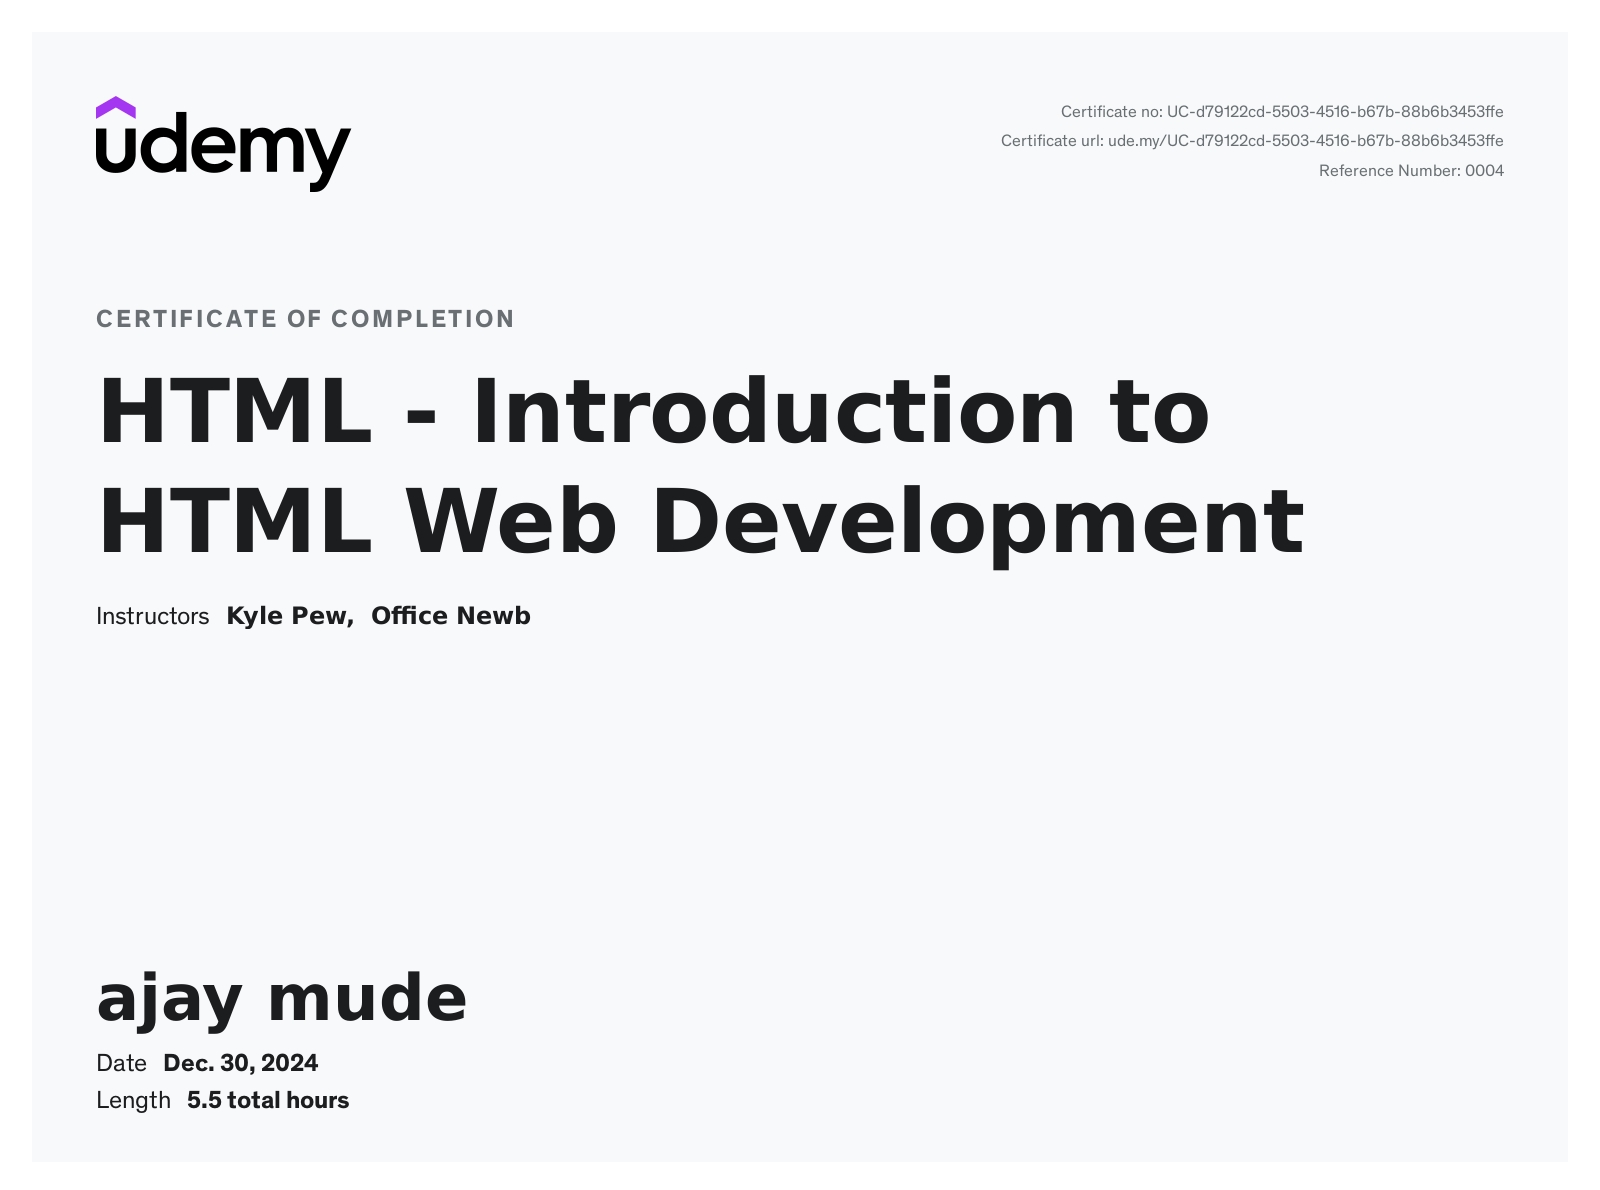 udemy
Certificate no: UC-d79122cd-5503-4516-b67b-88b6b3453ffe
Certificate url: ude.my/UC-d79122cd-5503-4516-b67b-88b6b3453ffe
Reference Number: 0004
CERTIFICATE OF COMPLETION
HTML - Introduction to
HTML Web Development
Instructors Kyle Pew, Office Newb
ajay mude
Date Dec. 30, 2024
Length 5.5 total hours